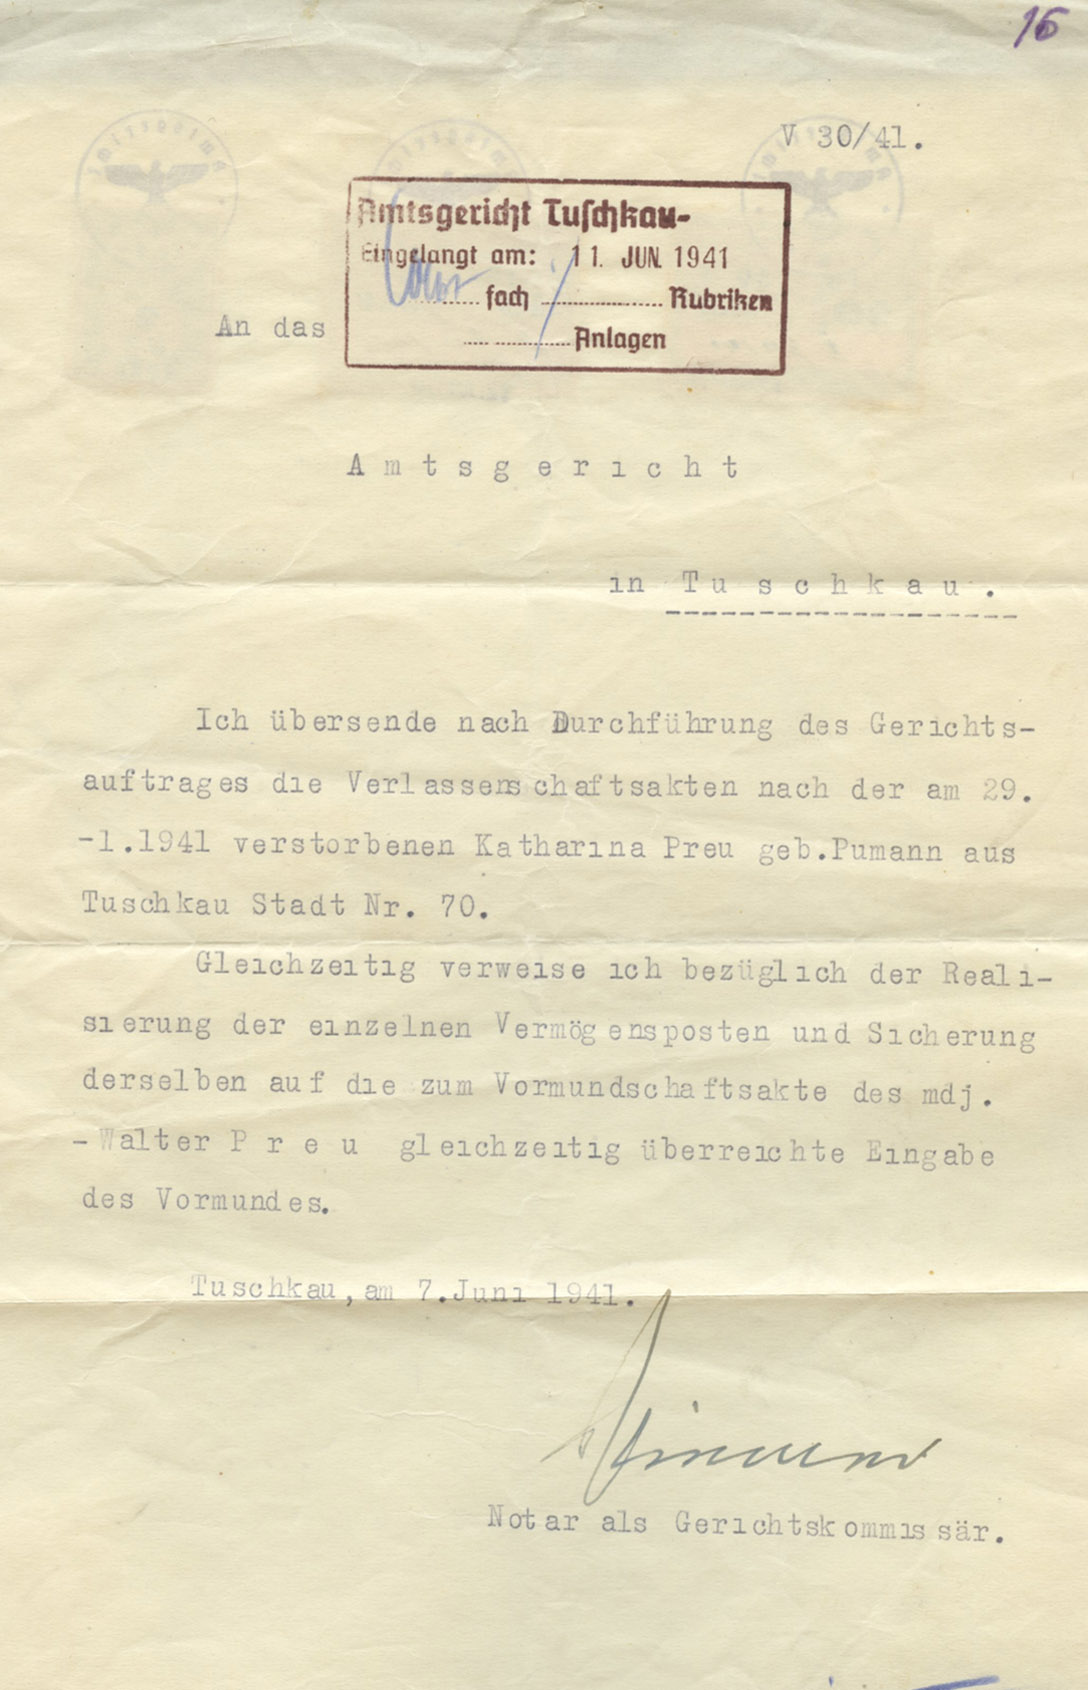 16
V 30/41.
Amtsgericht Tuschkau-
Eingelangt am: 11. JUN. 1941
fach Rubriken
Anlagen
An das
Amtsgericht
in Tuschkau.
Ich übersende nach Durchführung des Gerichts-
auftrages die Verlassenschaftsakten nach der am 29.
-1.1941 verstorbenen Katharina Preu geb.Pumann aus
Tuschkau Stadt Nr. 70.
Gleichzeitig verweise ich bezüglich der Reali-
sierung der einzelnen Vermögensposten und Sicherung
derselben auf die zum Vormundschaftsakte des mdj.
-Walter Preu gleichzeitig überreichte Eingabe
des Vormundes.
Tuschkau, am 7.Juni 1941.
Notar als Gerichtskommissär.